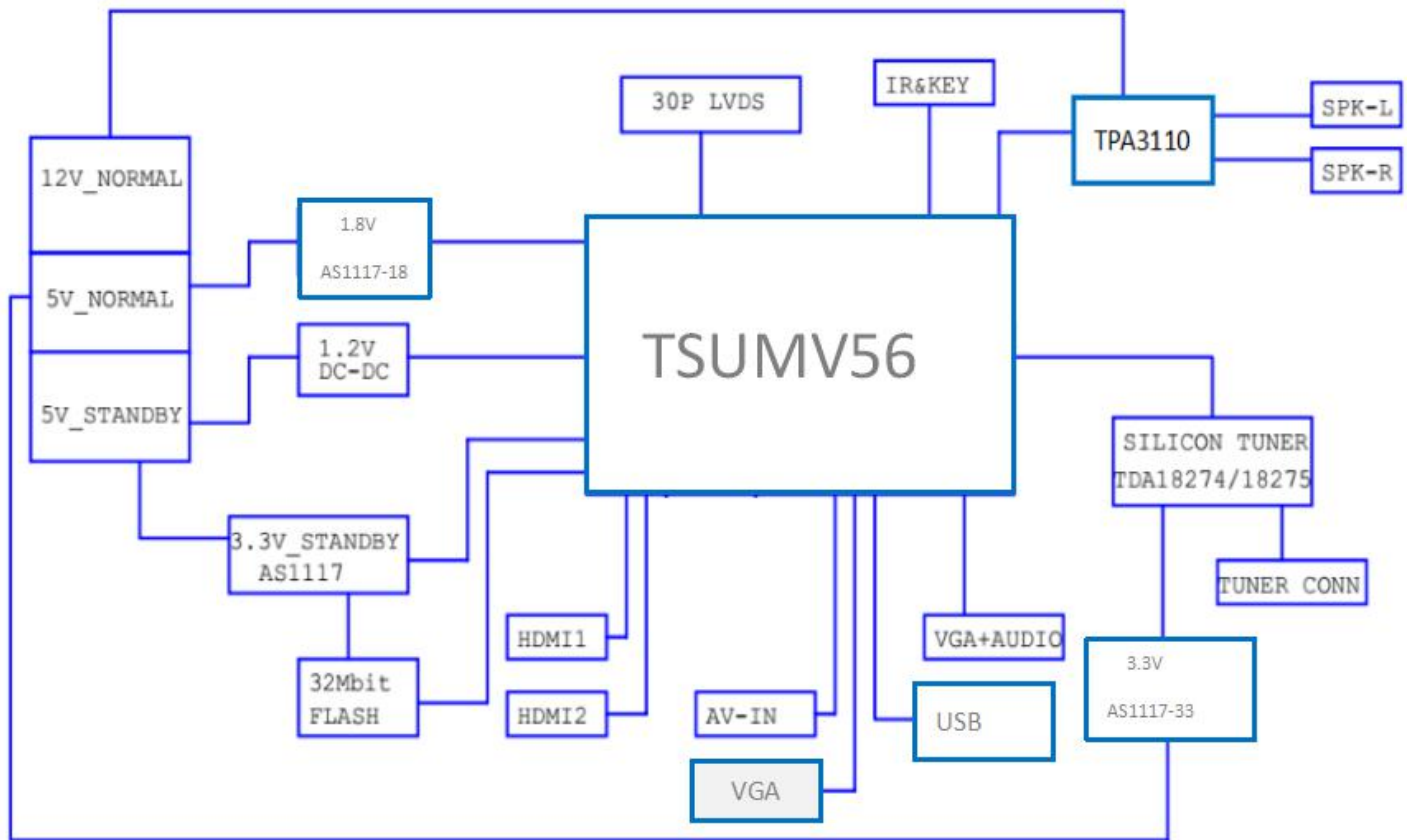 30P LVDS
IR&KEY
TPA3110
SPK-L
SPK-R
12V_NORMAL
5V_NORMAL
5V_STANDBY
1.8V
AS1117-18
1.2V
DC-DC
TSUMV56
SILICON TUNER
TDA18274/18275
TUNER CONN
3.3V_STANDBY
AS1117
32Mbit
FLASH
HDMI1
HDMI2
AV-IN
VGA
VGA+AUDIO
USB
3.3V
AS1117-33